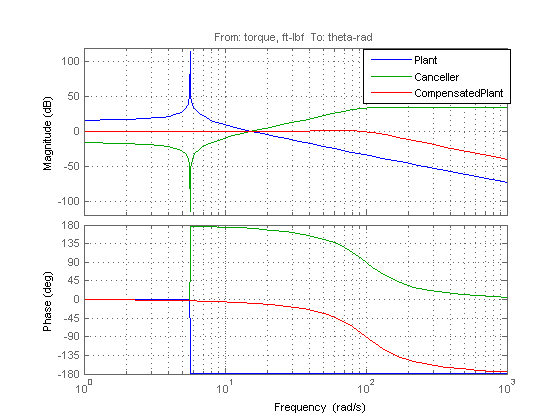 From: torque, ft-lbf To: theta-rad
Plant
Canceller
CompensatedPlant
Magnitude (dB)
100
50
0
-50
-100
Phase (deg)
180
135
90
45
0
-45
-90
-135
-180
10^0
10^1
10^2
10^3
Frequency (rad/s)